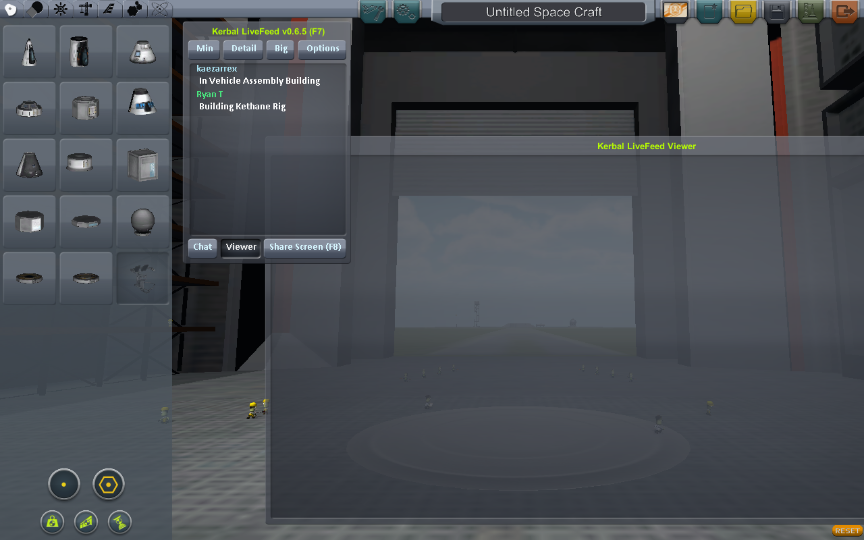 Untitled Space Craft
Kerbal LiveFeed v0.6.5 (F7)
Min Detail Big Options
kaezarrex
In Vehicle Assembly Building
Ryan T
Building Kethane Rig
Kerbal LiveFeed Viewer
Chat Viewer Share Screen (F8)
RESET